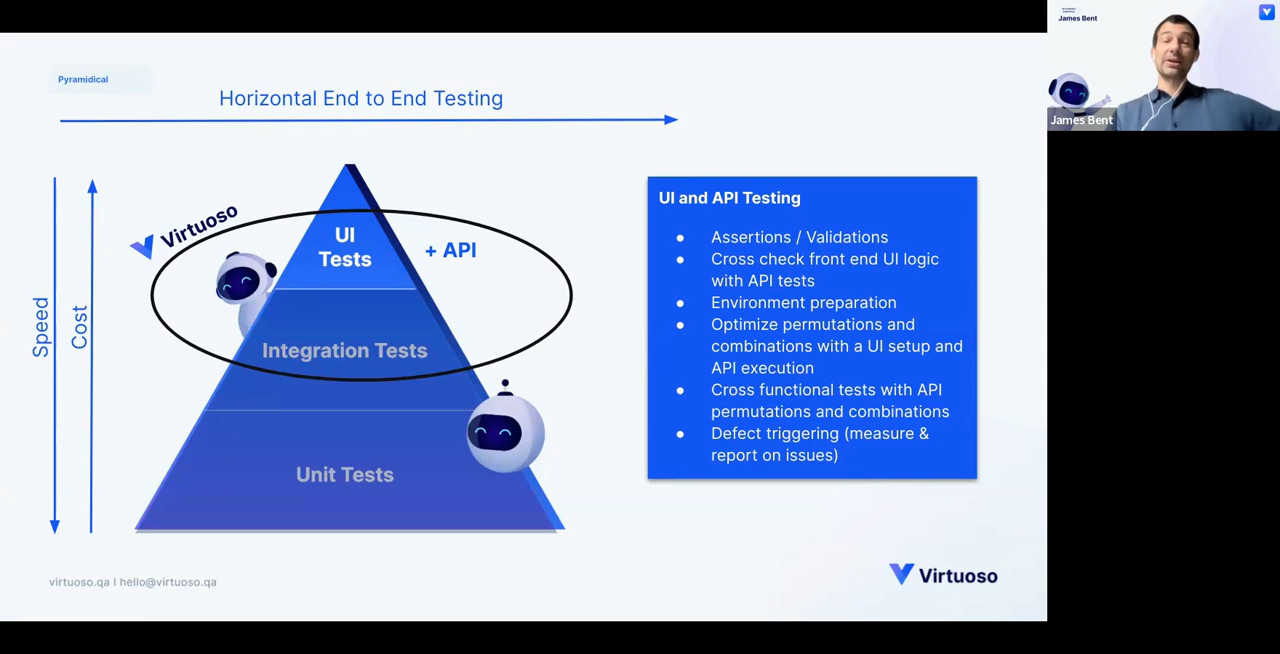 Pyramidical
Horizontal End to End Testing
Speed
Cost
Virtuoso
UI
Tests
+ API
Integration Tests
Unit Tests
UI and API Testing
● Assertions / Validations
● Cross check front end UI logic
with API tests
● Environment preparation
● Optimize permutations and
combinations with a UI setup and
API execution
● Cross functional tests with API
permutations and combinations
● Defect triggering (measure &
report on issues)
virtuoso.qa I hello@virtuoso.qa
Virtuoso
James Bent
James Bent